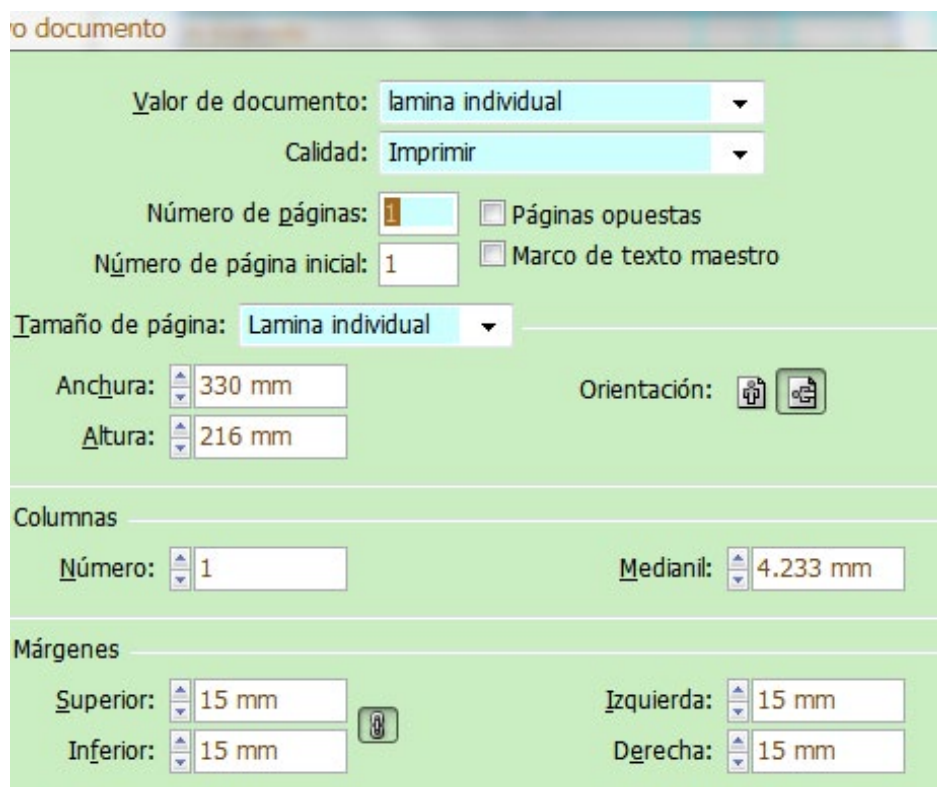 o documento
Valor de documento: lamina individual
Calidad: Imprimir
Número de páginas: 1 Páginas opuestas
Número de página inicial: 1 Marco de texto maestro
Tamaño de página: Lamina individual
Anchura: 330 mm Orientación:
Altura: 216 mm
Columnas
Número: 1 Medianil: 4.233 mm
Márgenes
Superior: 15 mm Izquierda: 15 mm
Inferior: 15 mm Derecha: 15 mm